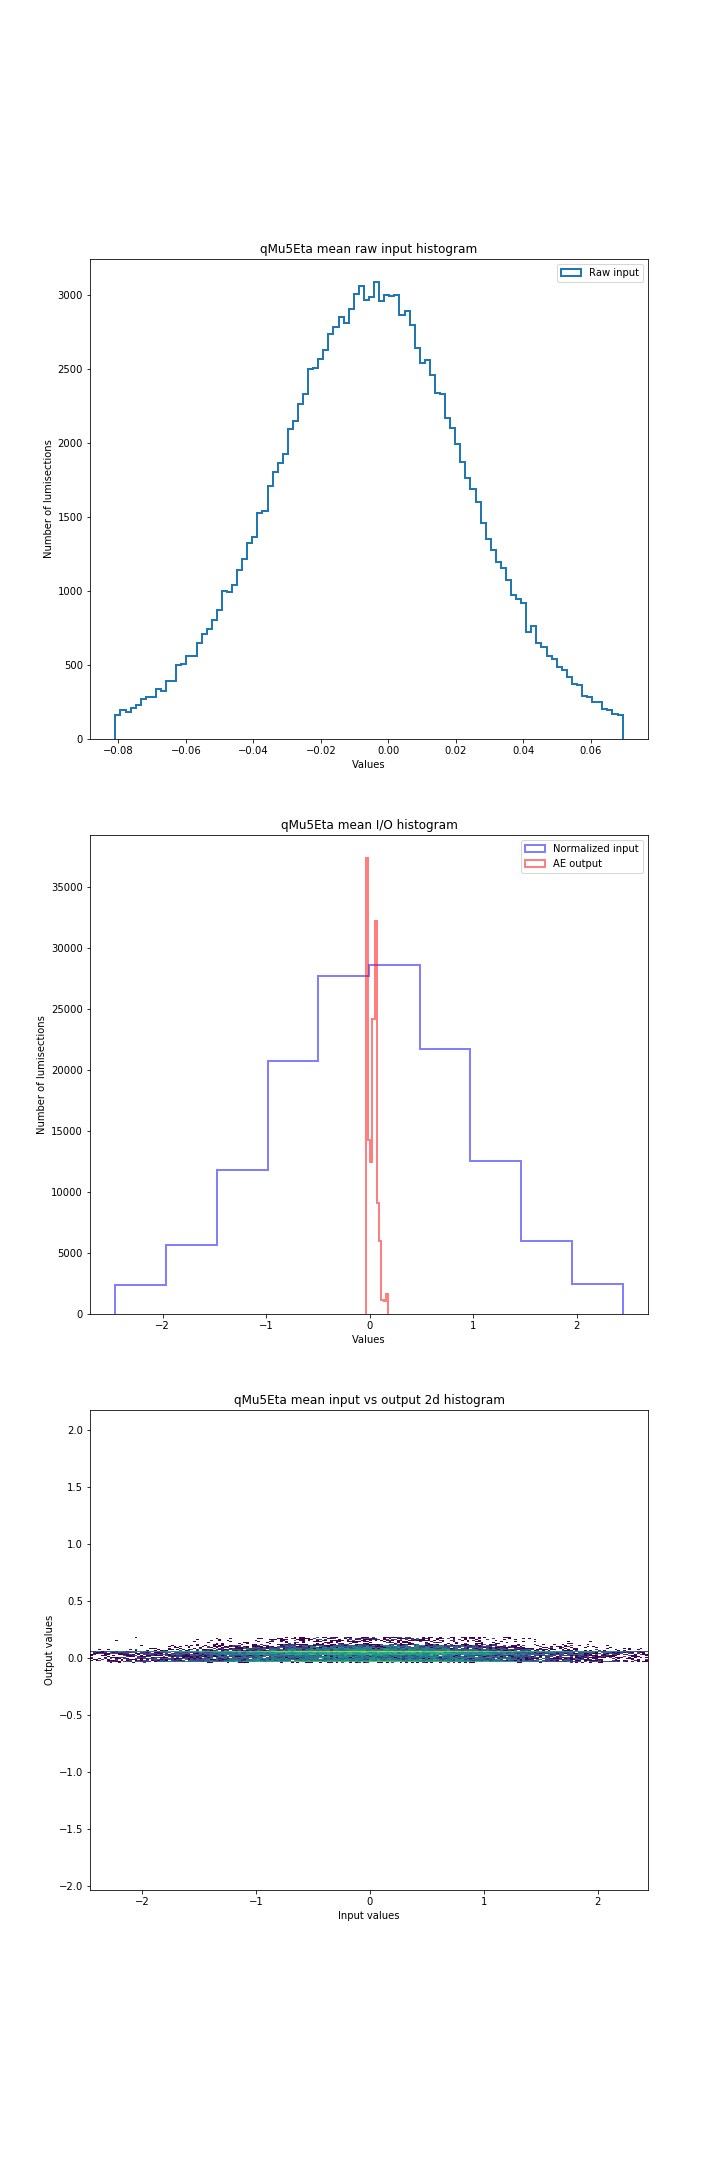 qMu5Eta mean raw input histogram
Raw input
3000
2500
2000
1500
1000
500
0
Number of lumisections
−0.08 −0.06 −0.04 −0.02 0.00 0.02 0.04 0.06
Values
qMu5Eta mean I/O histogram
Normalized input
AE output
35000
30000
25000
20000
15000
10000
5000
0
Number of lumisections
−2 −1 0 1 2
Values
qMu5Eta mean input vs output 2d histogram
2.0
1.5
1.0
0.5
0.0
−0.5
−1.0
−1.5
−2.0
Output values
−2 −1 0 1 2
Input values